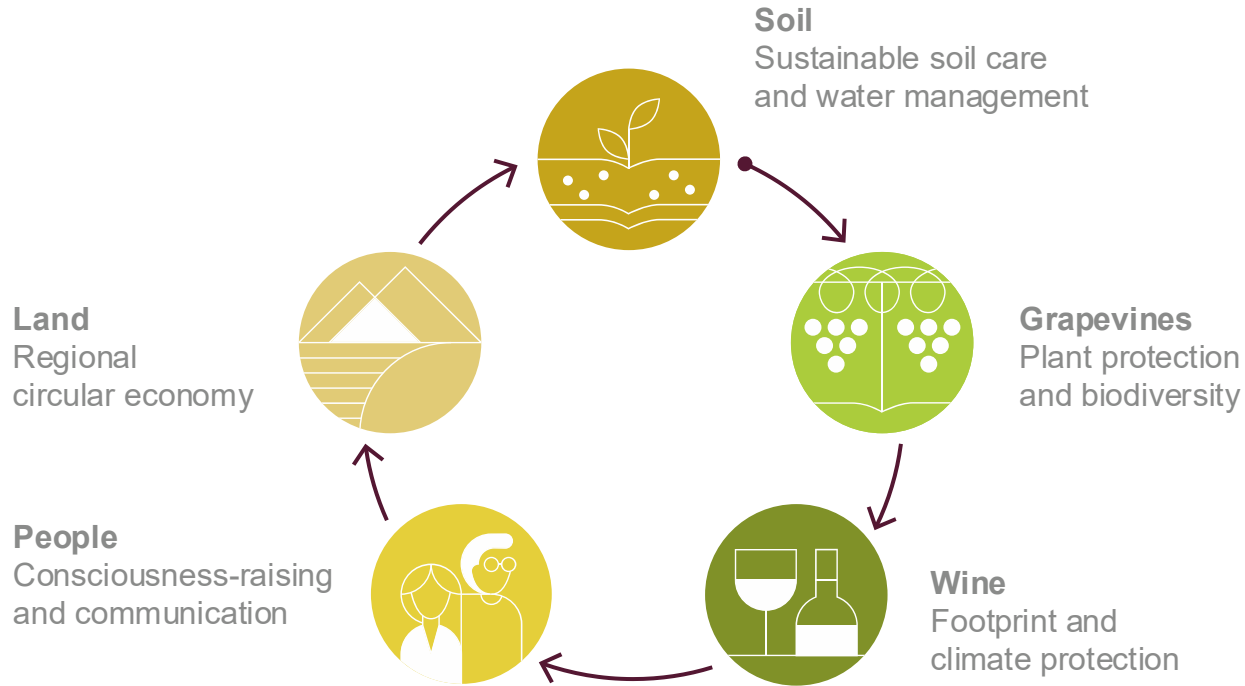 Soil
Sustainable soil care
and water management
Grapevines
Plant protection
and biodiversity
Wine
Footprint and
climate protection
People
Consciousness-raising
and communication
Land
Regional
circular economy